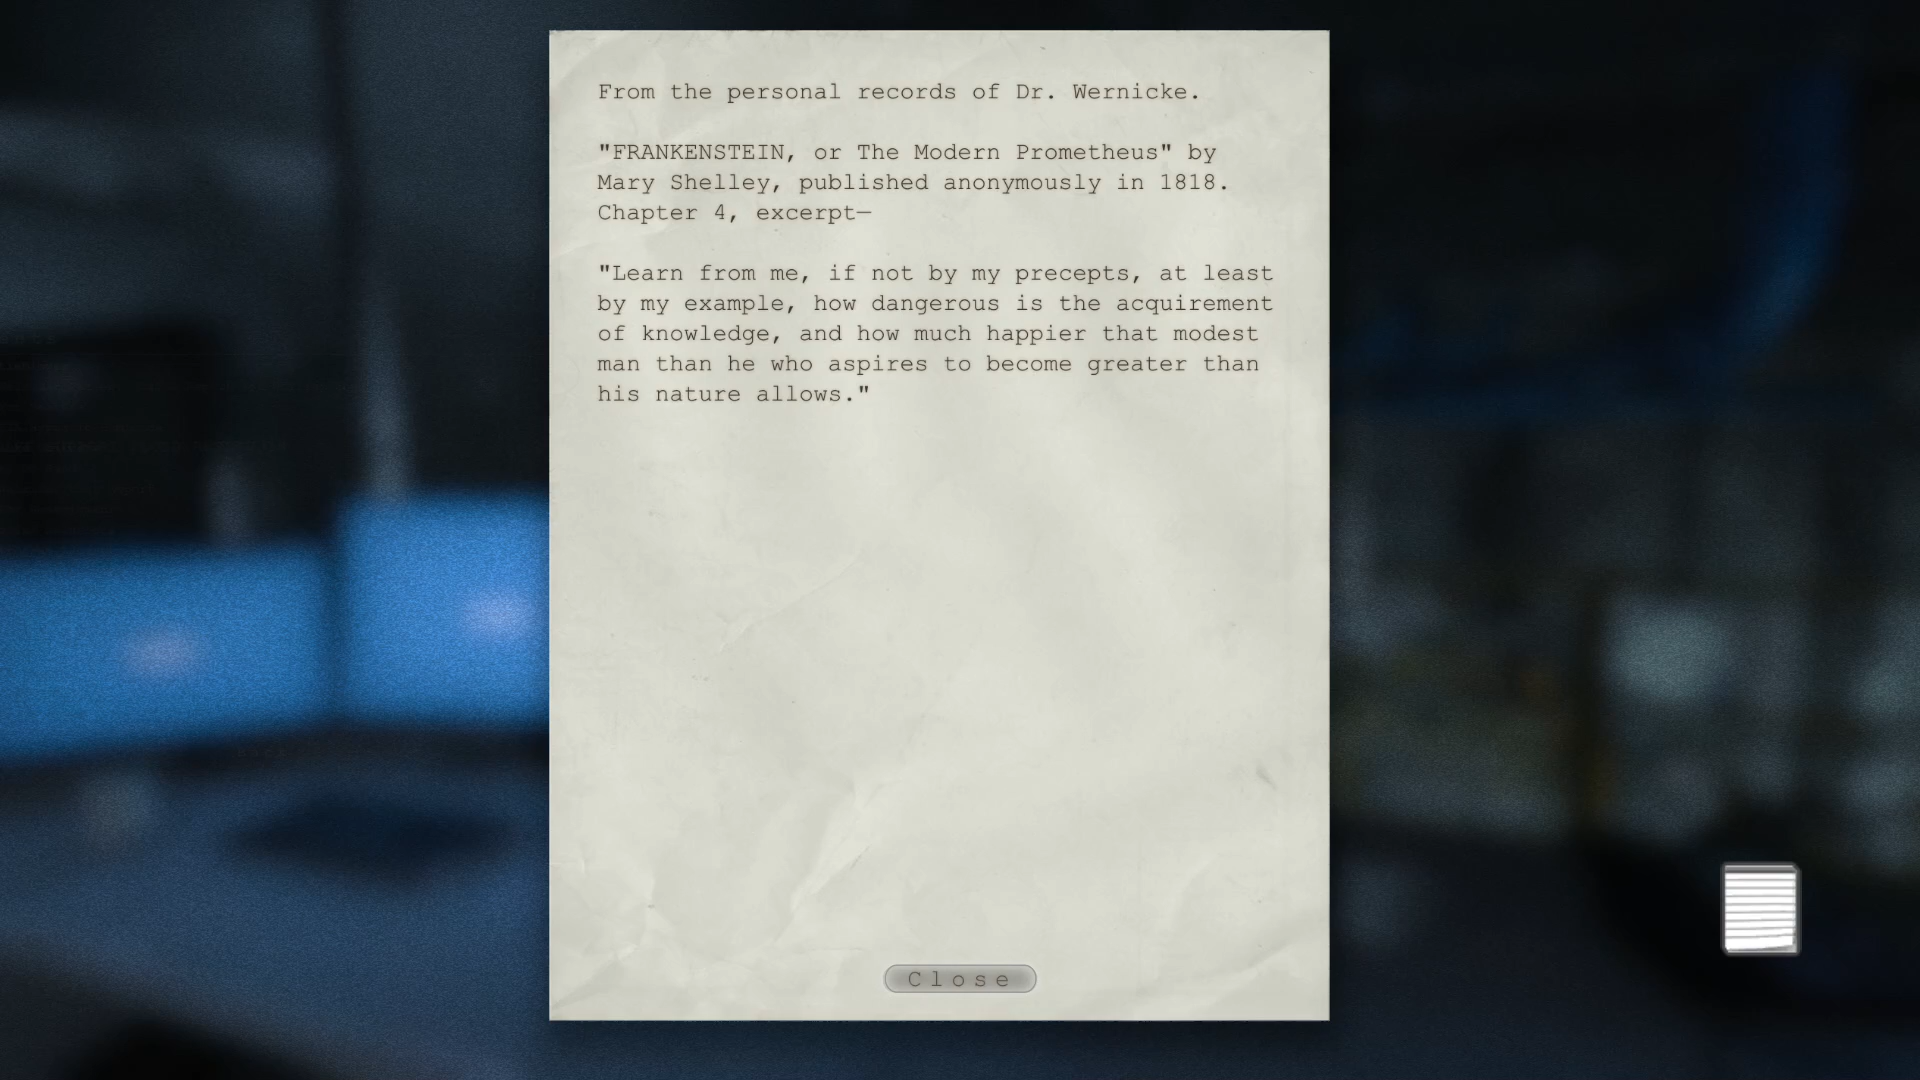 From the personal records of Dr. Wernicke.
"FRANKENSTEIN, or The Modern Prometheus" by
Mary Shelley, published anonymously in 1818.
Chapter 4, excerpt—
"Learn from me, if not by my precepts, at least
by my example, how dangerous is the acquirement
of knowledge, and how much happier that modest
man than he who aspires to become greater than
his nature allows."
Close